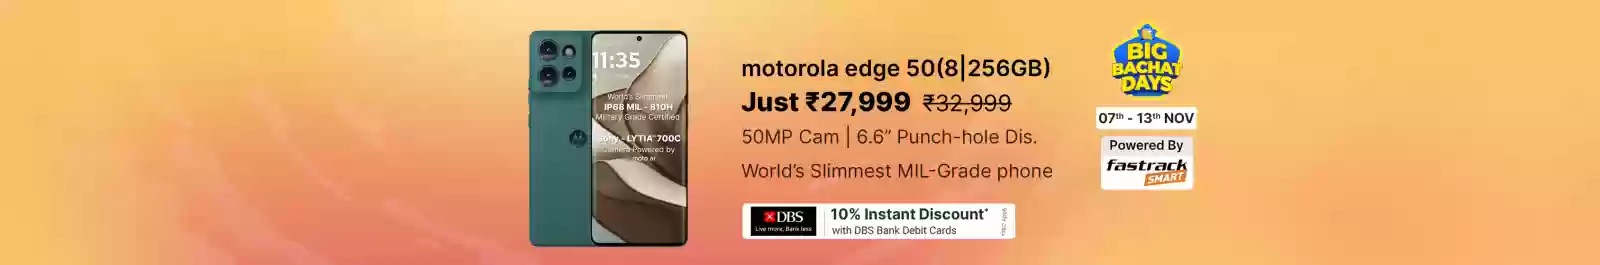 11:35
World's Slimmest
IP68 MIL - 810H
Military Grade Certified
Sony - LYTIA™ 700C
Camera Powered by
moto ai
motorola edge 50(8|256GB)
Just ₹27,999 ₹32,999
50MP Cam | 6.6” Punch-hole Dis.
World’s Slimmest MIL-Grade phone
DBS
Live more, Bank less
10% Instant Discount*
with DBS Bank Debit Cards
*T&C Apply
BIG
BACHAT
DAYS
07th - 13th NOV
Powered By
fastrack
SMART